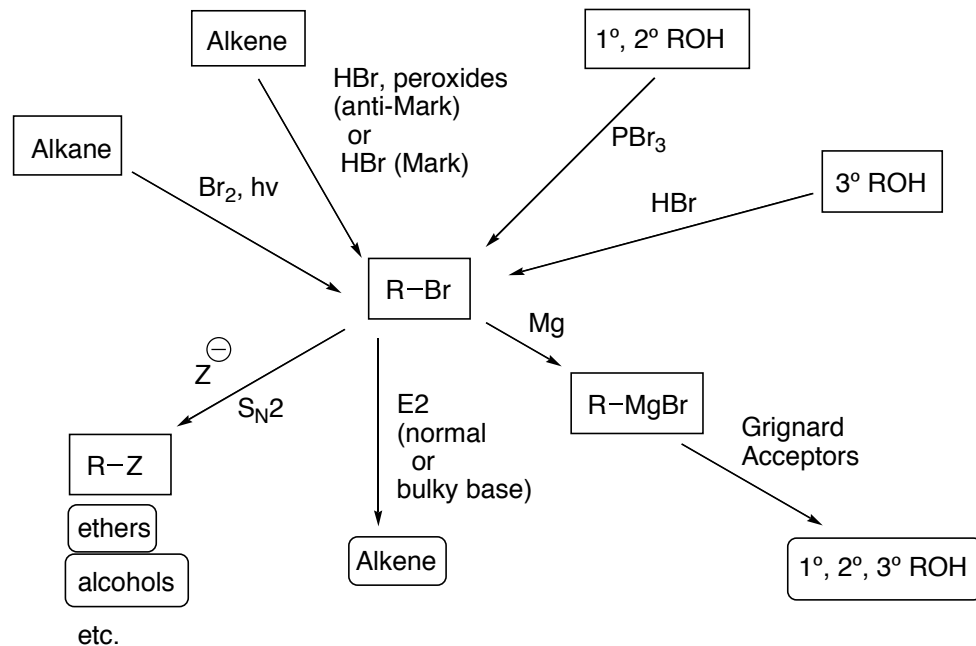 Alkene
1º, 2º ROH
HBr, peroxides
(anti-Mark)
or
HBr (Mark)
Alkane
Br₂, hv
PBr₃
3º ROH
HBr
R–Br
Mg
Z⊖
S_N2
R–MgBr
E2
(normal
or
bulky base)
Grignard
Acceptors
R–Z
ethers
alcohols
etc.
Alkene
1º, 2º, 3º ROH